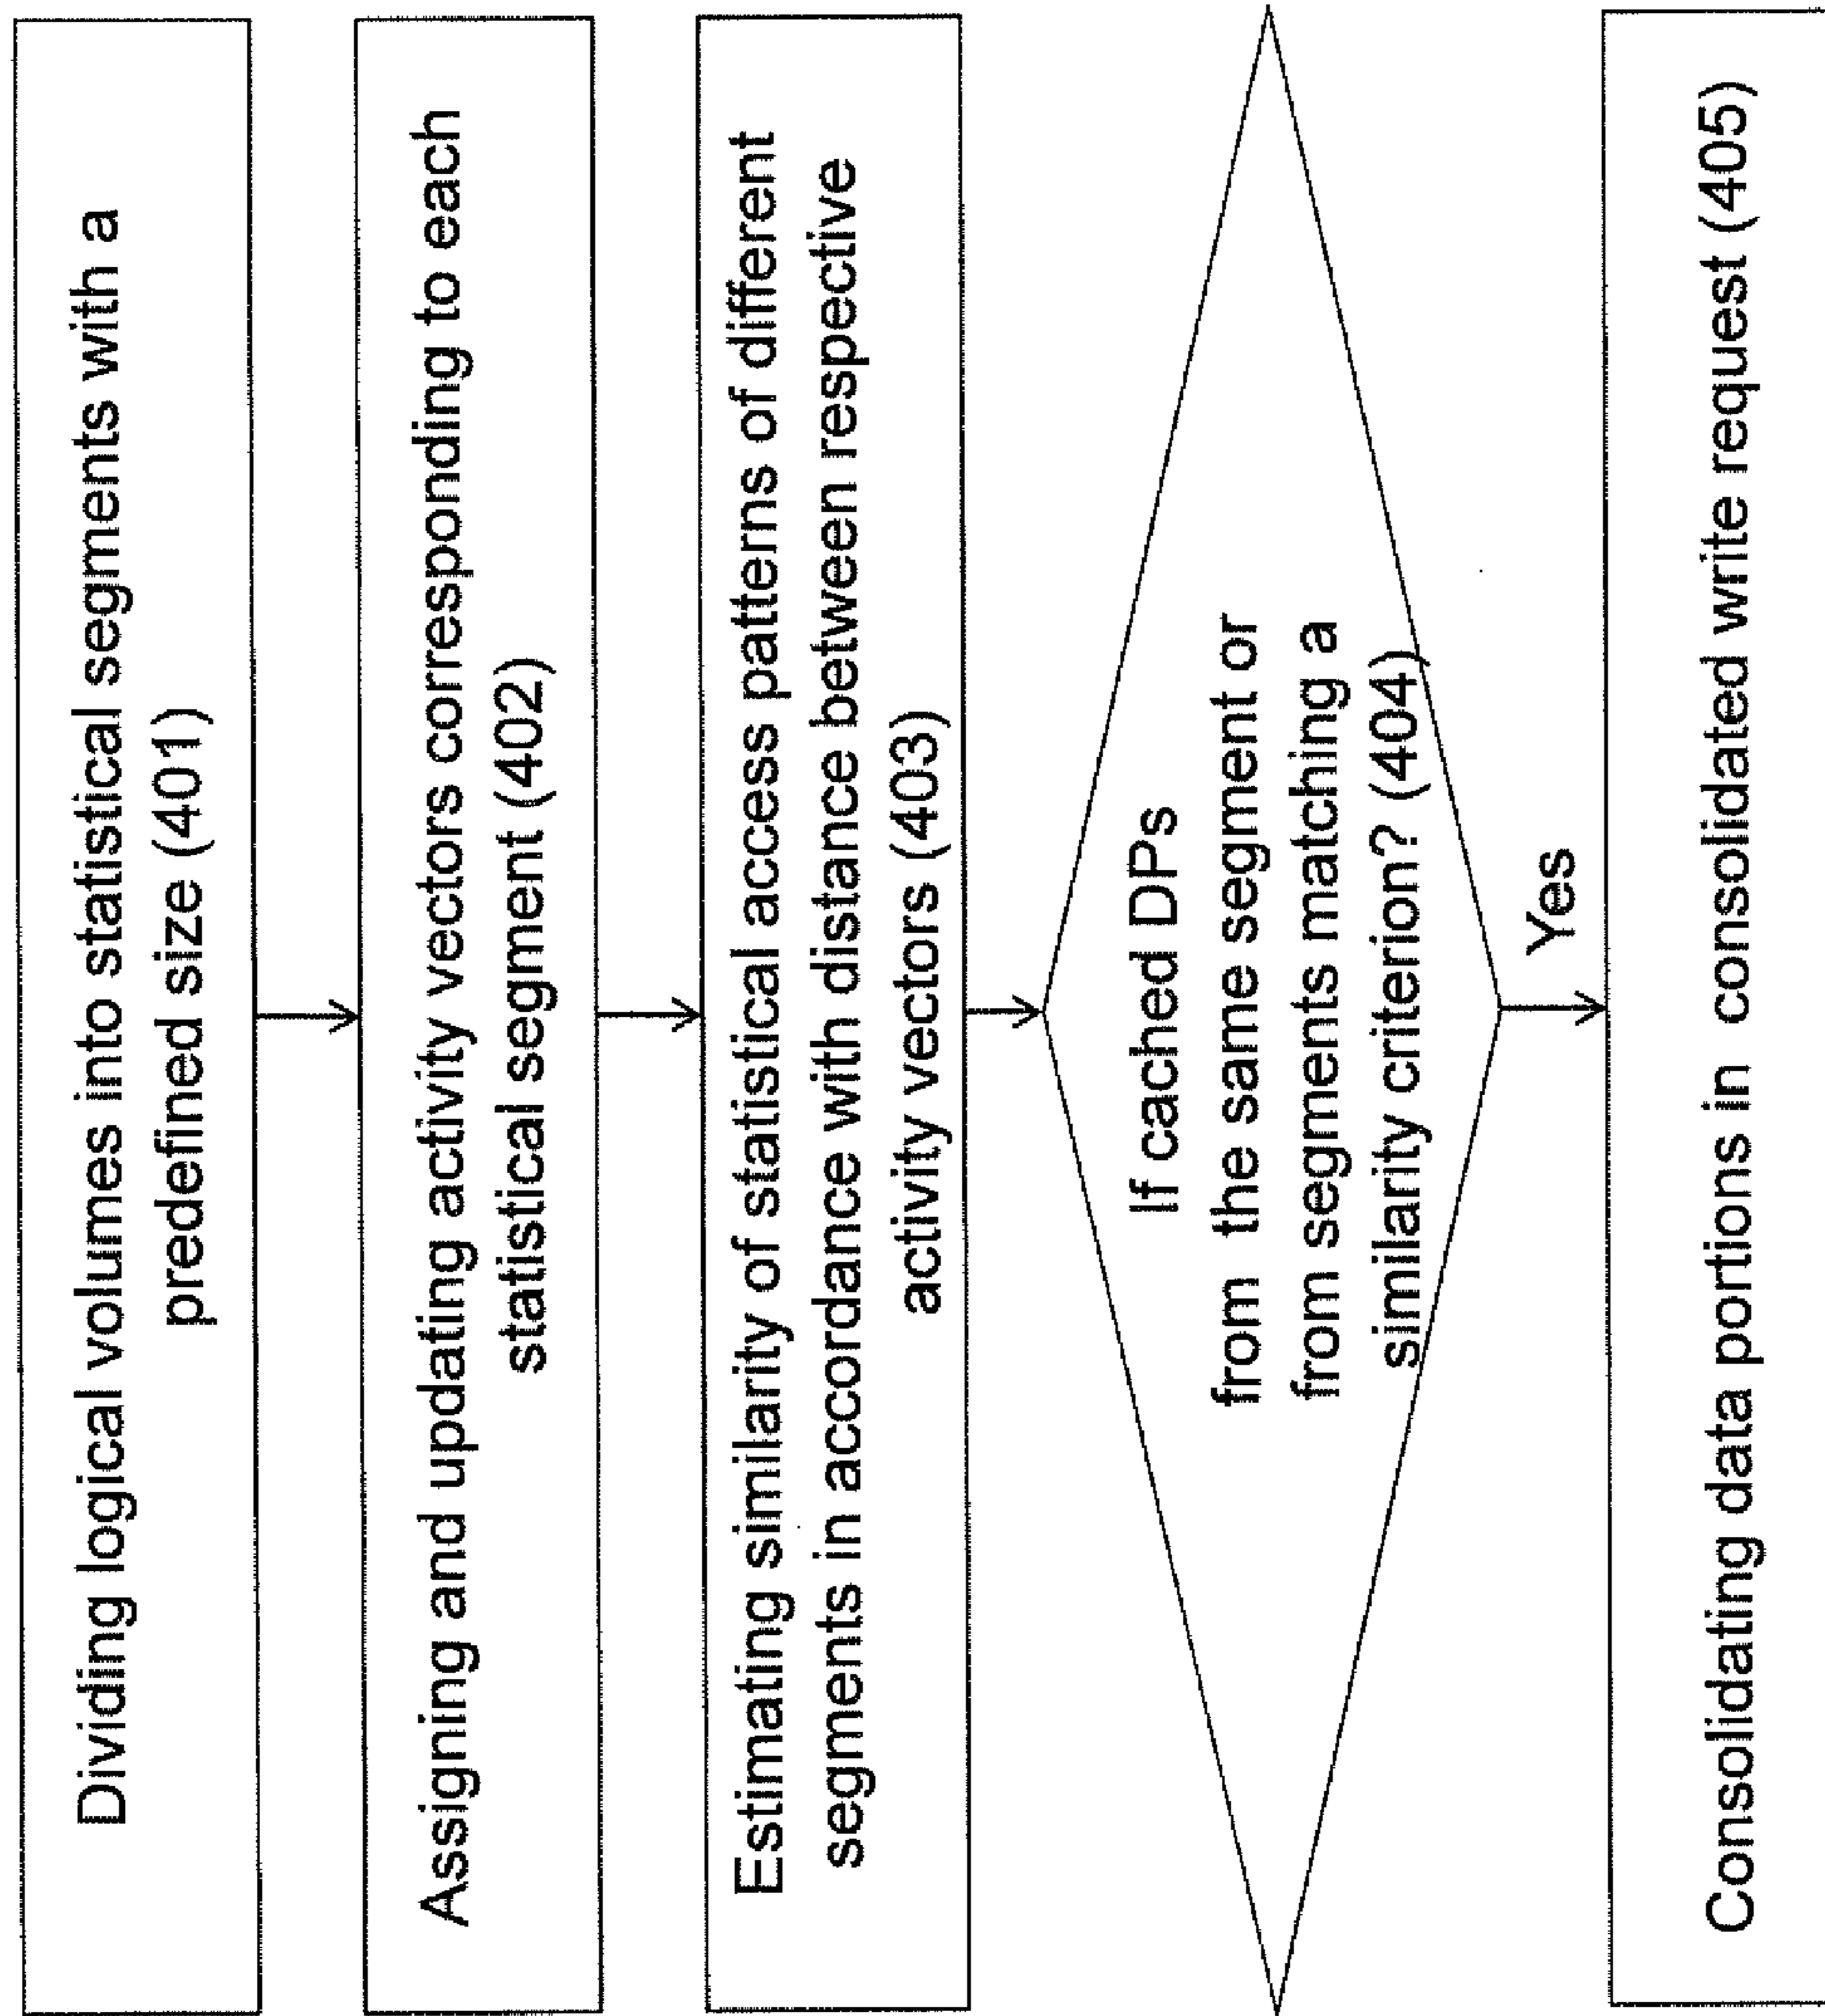 Dividing logical volumes into statistical segments with a
predefined size (401)
Assigning and updating activity vectors corresponding to each
statistical segment (402)
Estimating similarity of statistical access patterns of different
segments in accordance with distance between respective
activity vectors (403)
If cached DPs
from the same segment or
from segments matching a
similarity criterion? (404)
Yes
Consolidating data portions in consolidated write request (405)